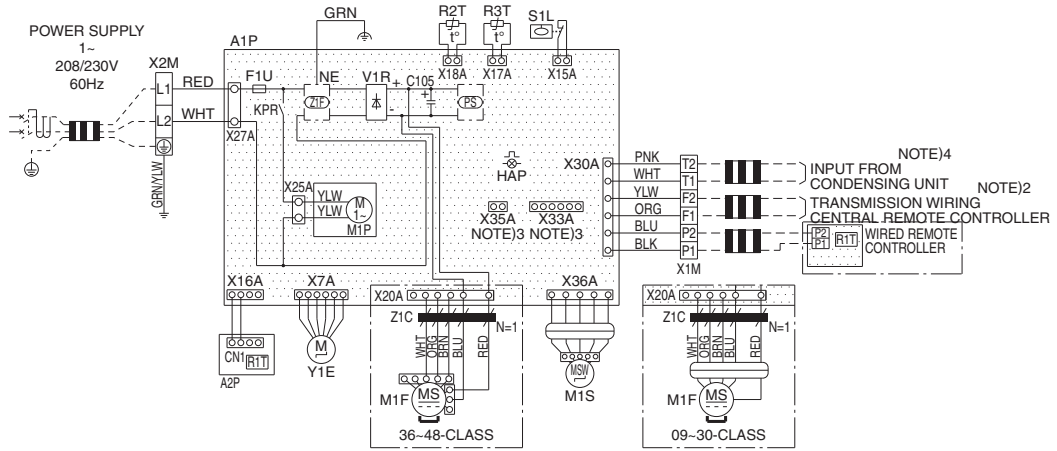 POWER SUPPLY
1~
208/230V
60Hz
X2M
L1
L2
RED
WHT
GRN/YLW
A1P
GRN
R2T
t°
X18A
R3T
t°
X17A
S1L
X15A
F1U
KPR
X27A
NE
Z1F
V1R
+
-
C105
+
PS
HAP
X25A
YLW
YLW
M
1~
M1P
X35A
NOTE)3
X33A
NOTE)3
X30A
PNK
WHT
YLW
ORG
BLU
BLK
T2
T1
F2
F1
P2
P1
X1M
NOTE)4
INPUT FROM
CONDENSING UNIT
NOTE)2
TRANSMISSION WIRING
CENTRAL REMOTE CONTROLLER
P2
P1
R1T
WIRED REMOTE
CONTROLLER
X16A
CN1
R1T
A2P
X7A
M
Y1E
X20A
Z1C
N=1
WHT
ORG
BRN
BLU
RED
M1F
MS
36~48-CLASS
X36A
MSW
M1S
X20A
Z1C
N=1
WHT
ORG
BRN
BLU
RED
M1F
MS
09~30-CLASS